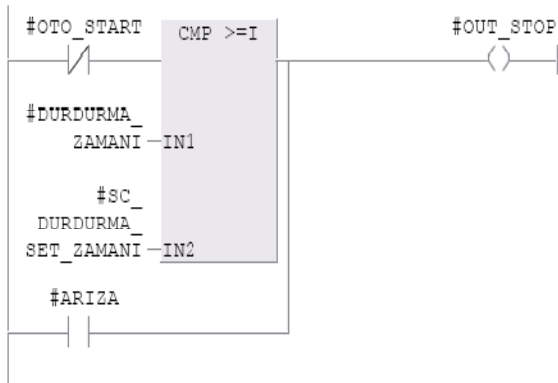 #OTO_START
CMP >=I
#OUT_STOP
#DURDURMA_
ZAMANI
IN1
#SC_
DURDURMA_
SET_ZAMANI
IN2
#ARIZA